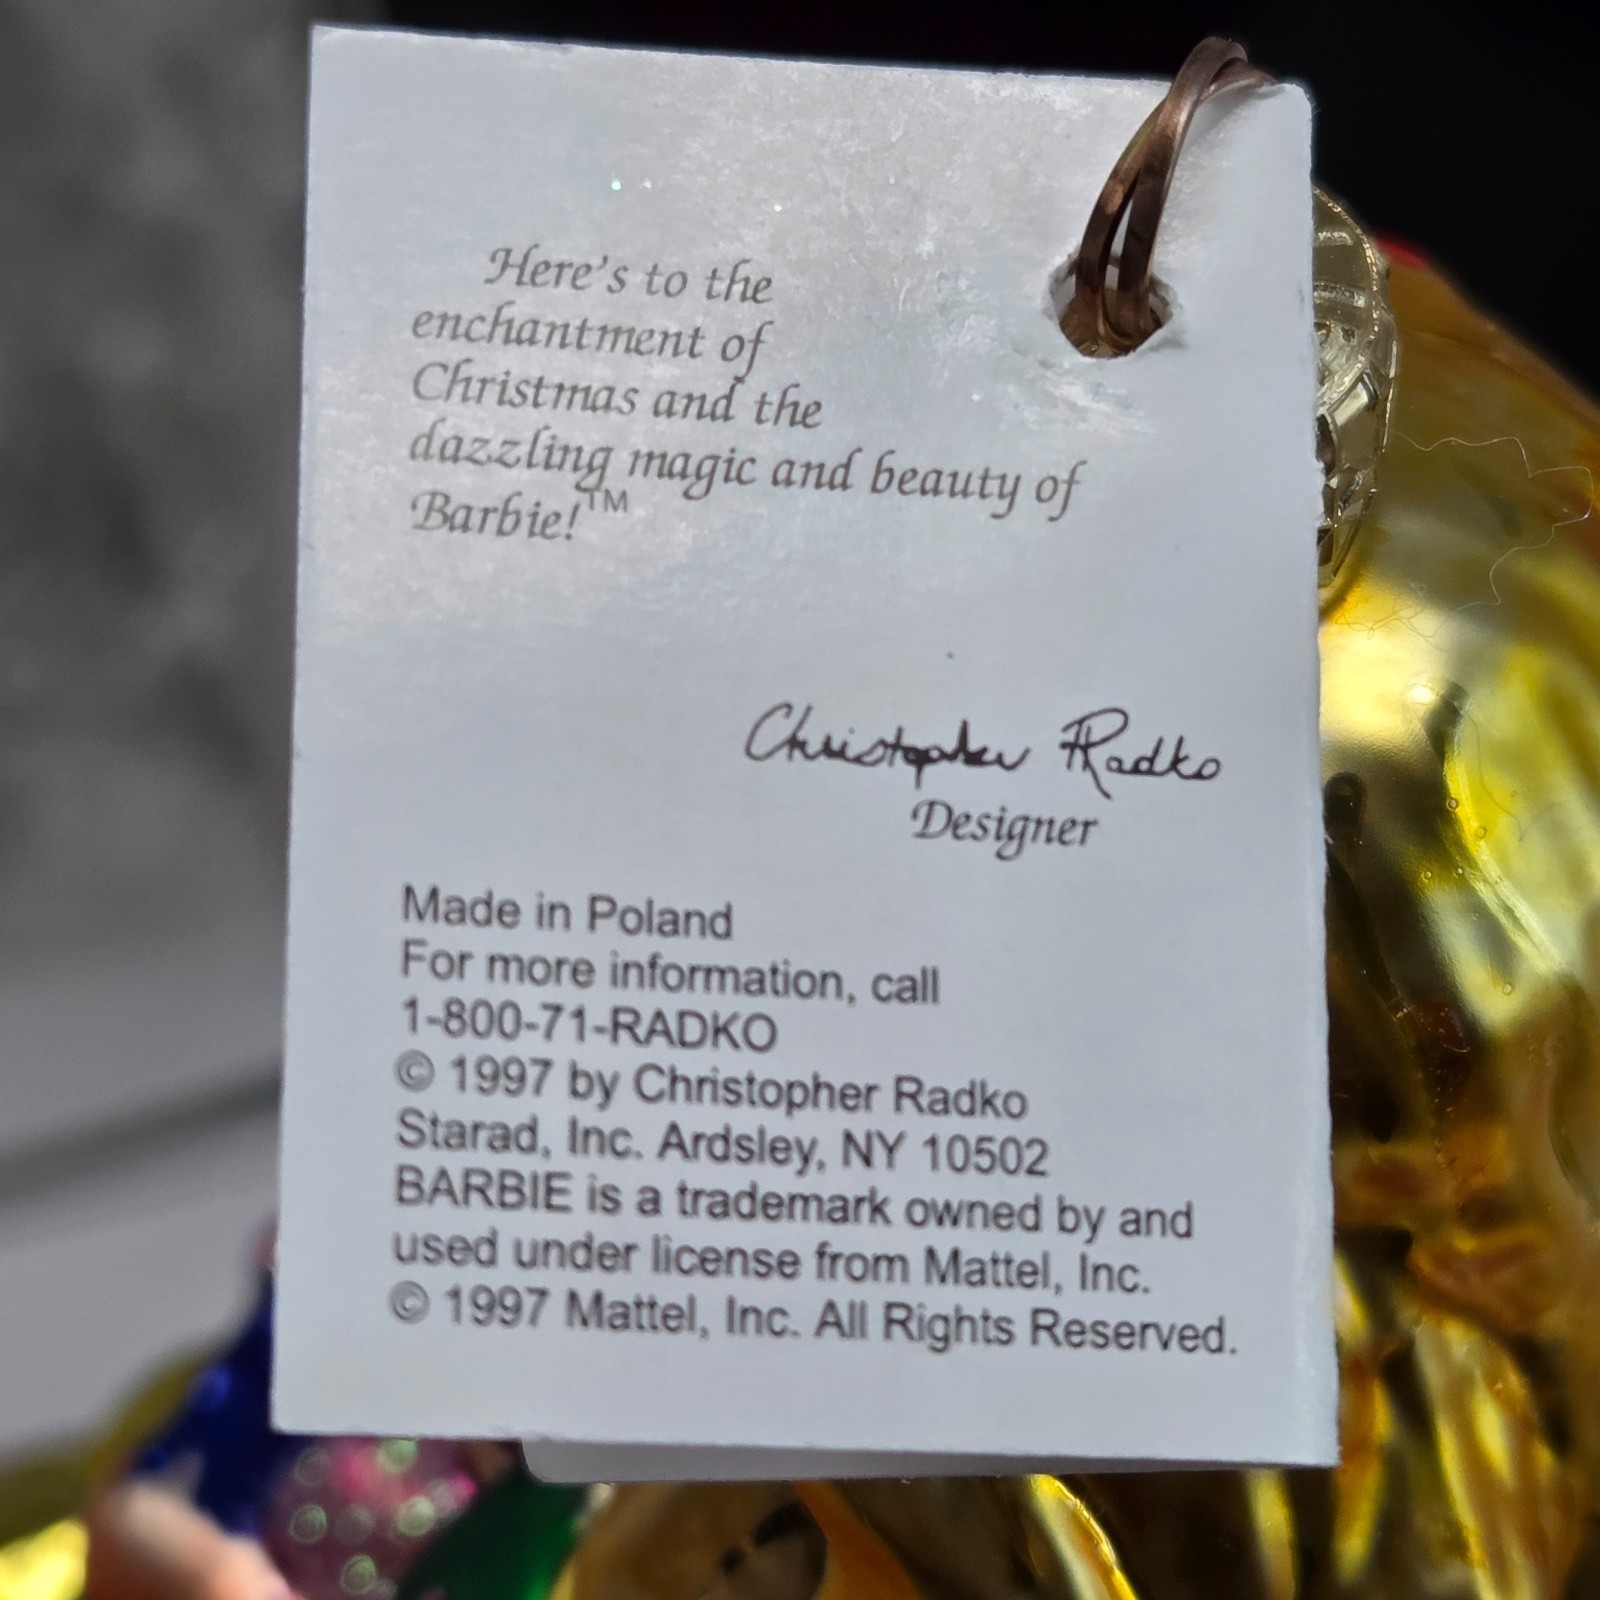 Here's to the
enchantment of
Christmas and the
dazzling magic and beauty of
Barbie!™
Christopher Radko
Designer
Made in Poland
For more information, call
1-800-71-RADKO
© 1997 by Christopher Radko
Starad, Inc. Ardsley, NY 10502
BARBIE is a trademark owned by and
used under license from Mattel, Inc.
© 1997 Mattel, Inc. All Rights Reserved.